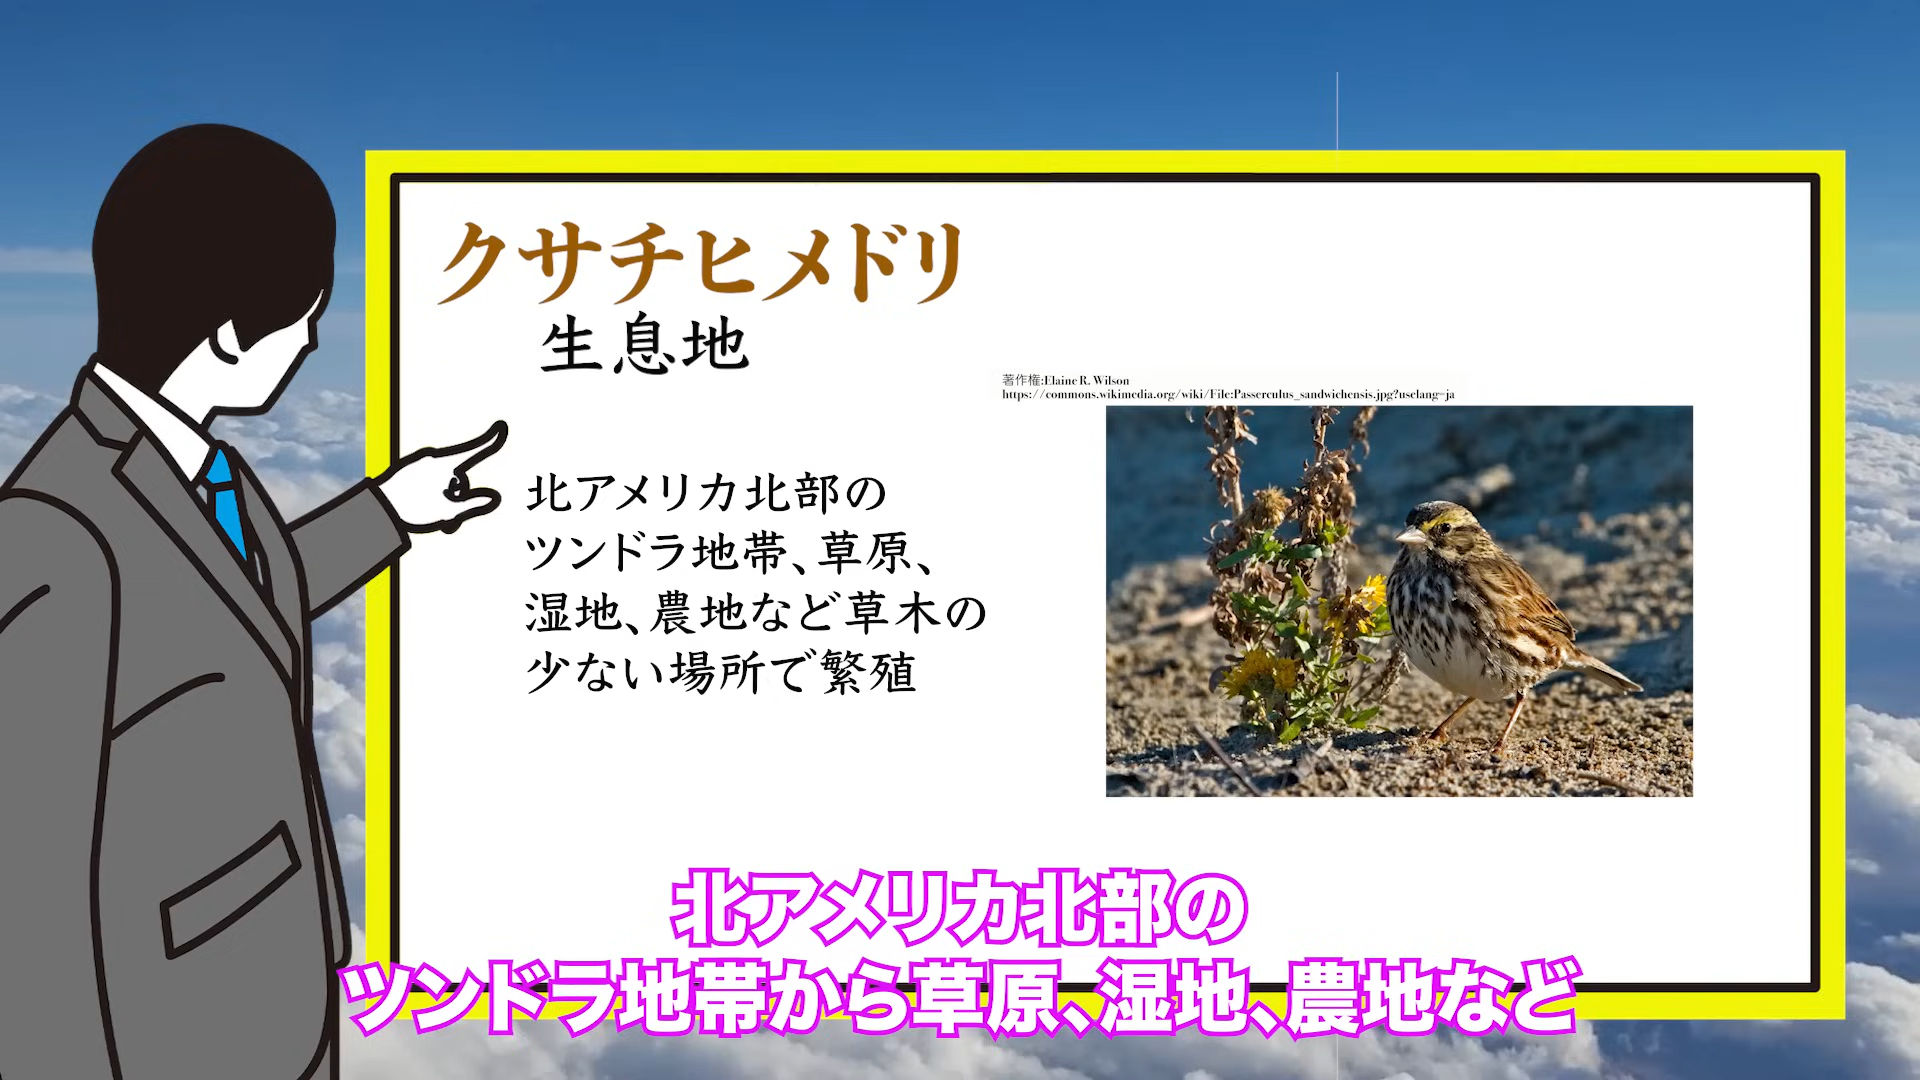 クサチヒメドリ
生息地
著作権:Elaine R. Wilson
https://commons.wikimedia.org/wiki/File:Passerculus_sandwichensis.jpg?uselang=ja
北アメリカ北部の
ツンドラ地帯、草原、
湿地、農地など草木の
少ない場所で繁殖
北アメリカ北部の
ツンドラ地帯から草原、湿地、農地など